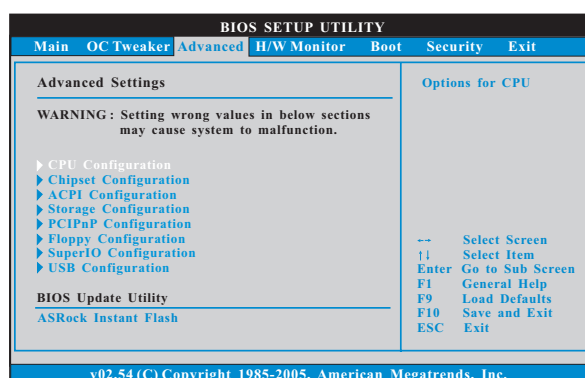 BIOS SETUP UTILITY
Main OC Tweaker Advanced H/W Monitor Boot Security Exit
Advanced Settings
WARNING : Setting wrong values in below sections
may cause system to malfunction.
CPU Configuration
Chipset Configuration
ACPI Configuration
Storage Configuration
PCIPnP Configuration
Floppy Configuration
SuperIO Configuration
USB Configuration
BIOS Update Utility
ASRock Instant Flash
Options for CPU
←→ Select Screen
↑↓ Select Item
Enter Go to Sub Screen
F1 General Help
F9 Load Defaults
F10 Save and Exit
ESC Exit
v02.54 (C) Copyright 1985-2005, American Megatrends, Inc.